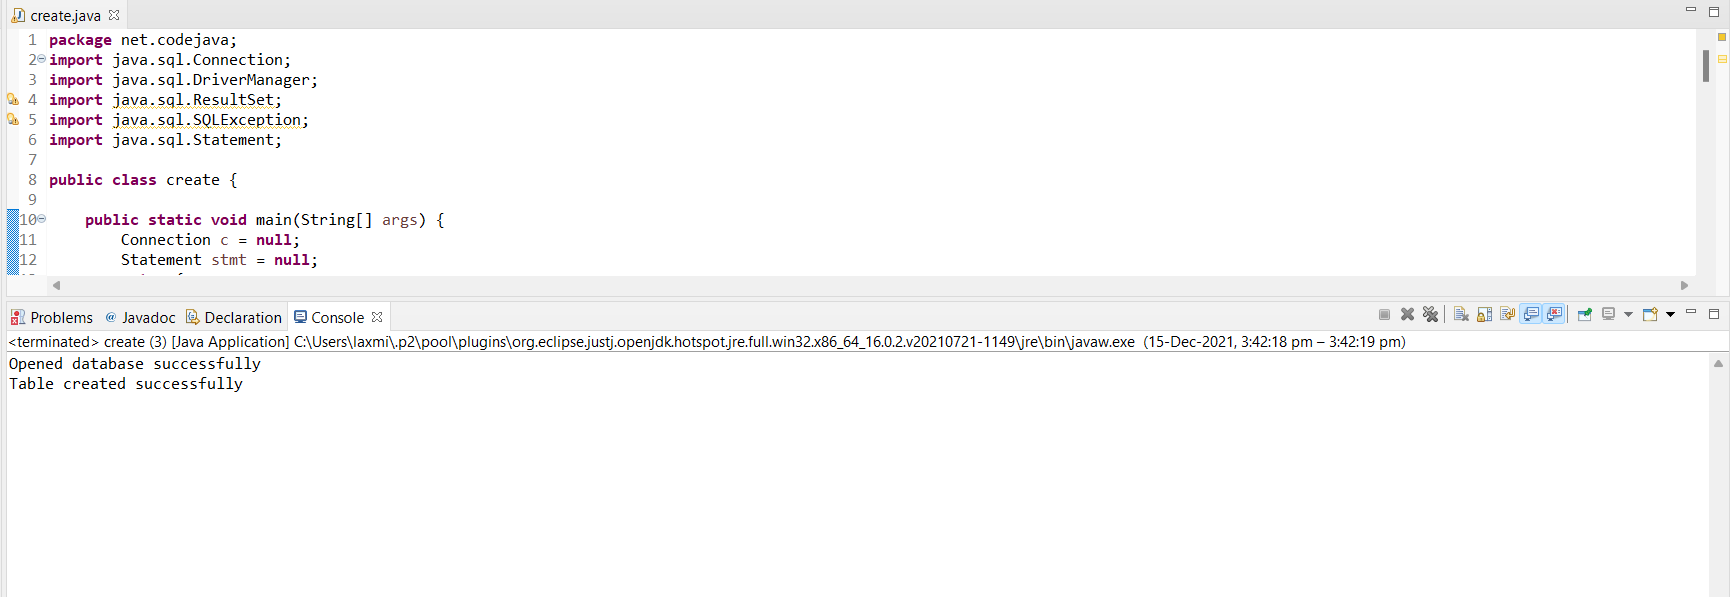 create.java
1 package net.codejava;
2 import java.sql.Connection;
3 import java.sql.DriverManager;
4 import java.sql.ResultSet;
5 import java.sql.SQLException;
6 import java.sql.Statement;
7
8 public class create {
9
10 public static void main(String[] args) {
11 Connection c = null;
12 Statement stmt = null;
Problems @ Javadoc Declaration Console
<terminated> create (3) [Java Application] C:\Users\laxmi\.p2\pool\plugins\org.eclipse.justj.openjdk.hotspot.jre.full.win32.x86_64_16.0.2.v20210721-1149\jre\bin\javaw.exe (15-Dec-2021, 3:42:18 pm – 3:42:19 pm)
Opened database successfully
Table created successfully